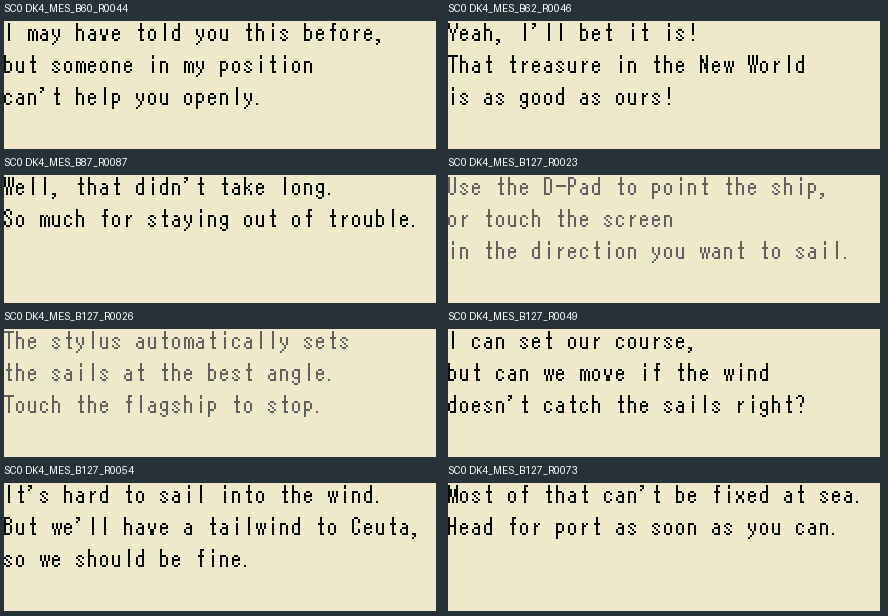 SC0 DK4_MES_B60_R0044
I may have told you this before,
but someone in my position
can't help you openly.
SC0 DK4_MES_B62_R0046
Yeah, I'll bet it is!
That treasure in the New World
is as good as ours!
SC0 DK4_MES_B87_R0087
Well, that didn't take long.
So much for staying out of trouble.
SC0 DK4_MES_B127_R0023
Use the D-Pad to point the ship,
or touch the screen
in the direction you want to sail.
SC0 DK4_MES_B127_R0026
The stylus automatically sets
the sails at the best angle.
Touch the flagship to stop.
SC0 DK4_MES_B127_R0049
I can set our course,
but can we move if the wind
doesn't catch the sails right?
SC0 DK4_MES_B127_R0054
It's hard to sail into the wind.
But we'll have a tailwind to Ceuta,
so we should be fine.
SC0 DK4_MES_B127_R0073
Most of that can't be fixed at sea.
Head for port as soon as you can.